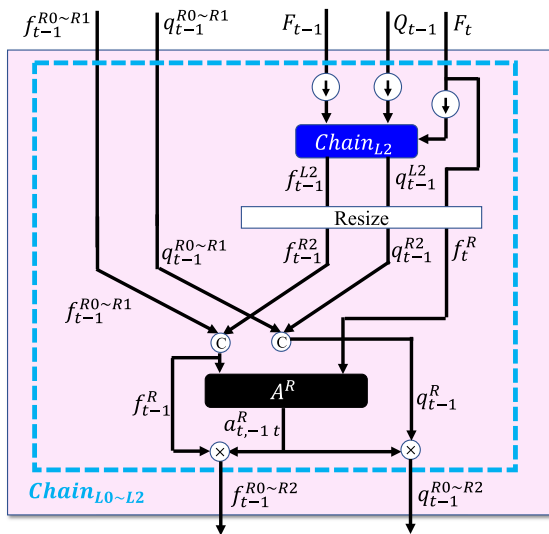 f_{t-1}^{R0~R1} q_{t-1}^{R0~R1} F_{t-1} Q_{t-1} F_t
Chain_{L2}
f_{t-1}^{L2} q_{t-1}^{L2}
Resize
q_{t-1}^{R0~R1} f_{t-1}^{R2} q_{t-1}^{R2} f_t^R
f_{t-1}^{R0~R1}
C C
A^R
f_{t-1}^R q_{t-1}^R
a_{t,-1 t}^R
× ×
Chain_{L0~L2} f_{t-1}^{R0~R2} q_{t-1}^{R0~R2}